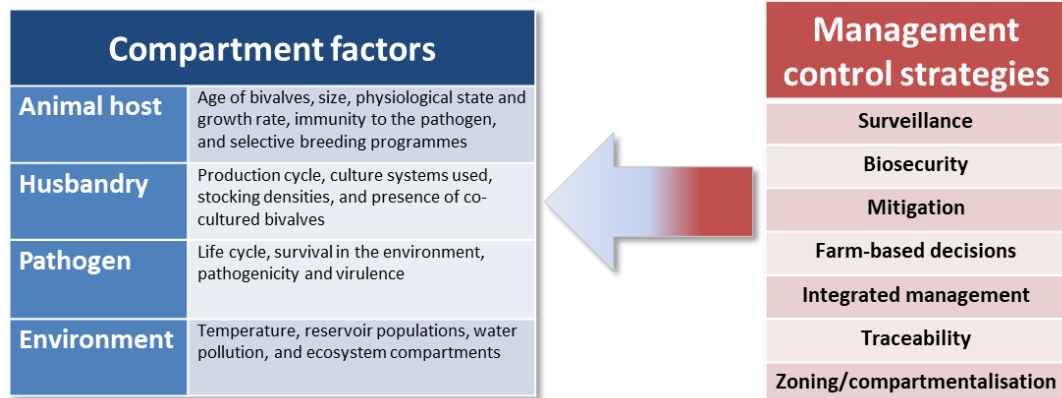 Compartment factors
Animal host
Age of bivalves, size, physiological state and
growth rate, immunity to the pathogen,
and selective breeding programmes
Husbandry
Production cycle, culture systems used,
stocking densities, and presence of co-
cultured bivalves
Pathogen
Life cycle, survival in the environment,
pathogenicity and virulence
Environment
Temperature, reservoir populations, water
pollution, and ecosystem compartments
Management
control strategies
Surveillance
Biosecurity
Mitigation
Farm-based decisions
Integrated management
Traceability
Zoning/compartmentalisation